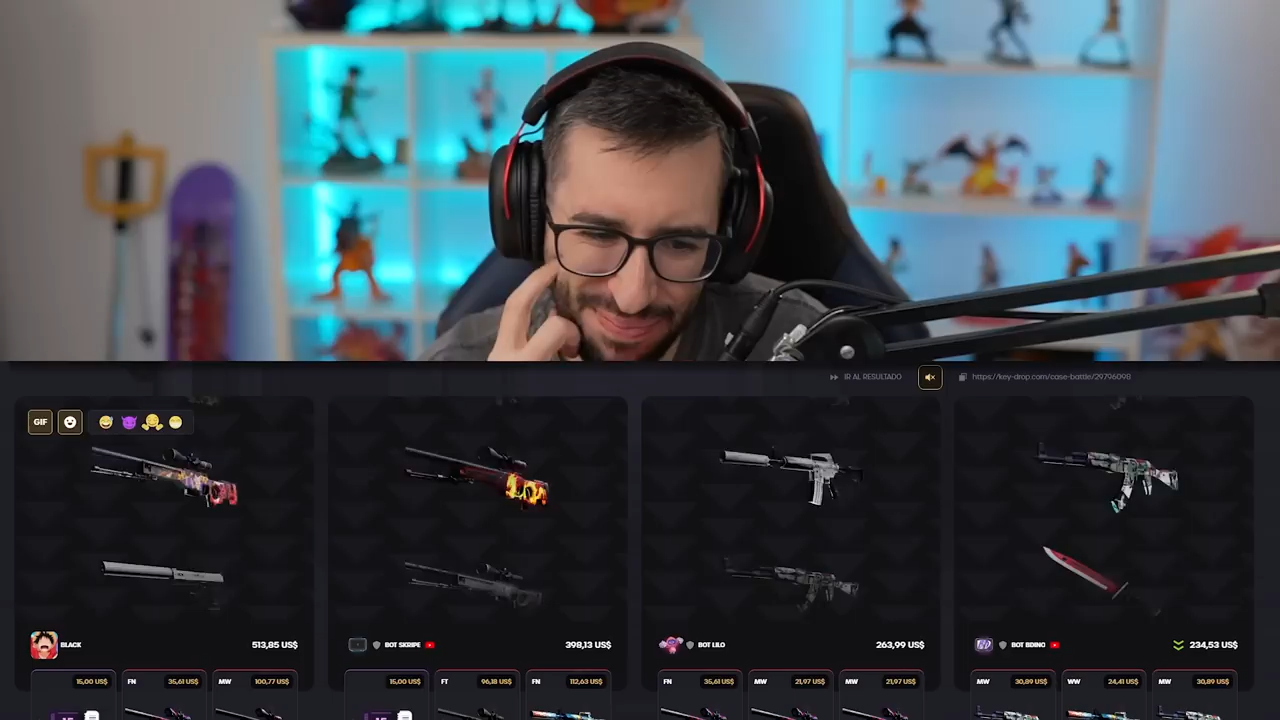 IR AL RESULTADO
https://key-drop.com/case-battle/29796098
GIF
BLACK 513,85 US$
BOT SKRIPE 398,13 US$
BOT LILO 263,99 US$
BOT BDINO 234,53 US$
15,00 US$ FN 35,61 US$ MW 100,77 US$
15,00 US$ FT 96,18 US$ FN 112,63 US$
FN 35,61 US$ MW 21,97 US$ MW 21,97 US$
MW 30,89 US$ WW 24,41 US$ MW 30,89 US$